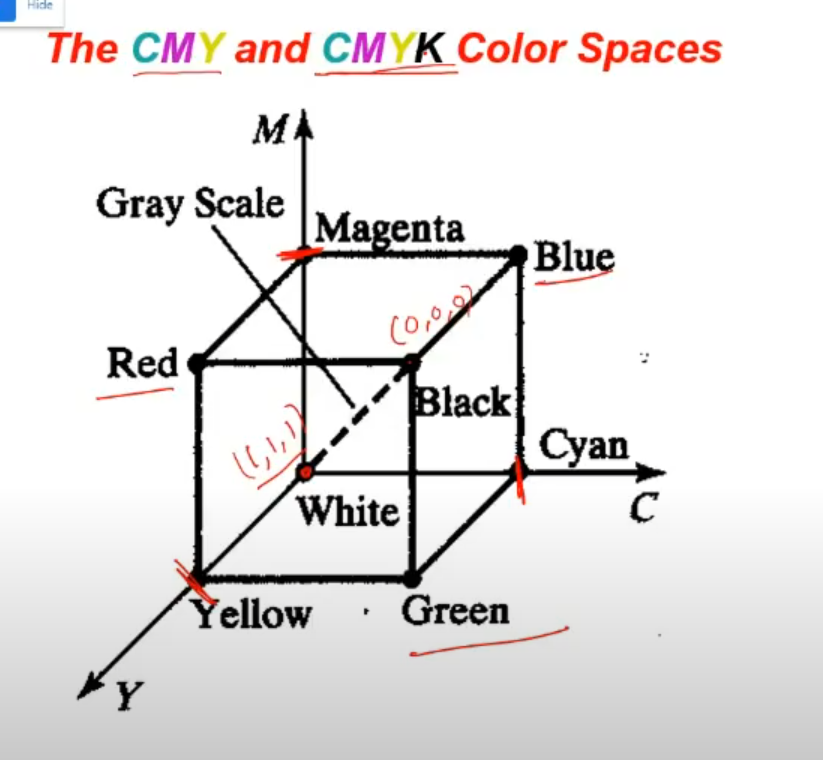 Hide
The CMY and CMYK Color Spaces
M
Gray Scale
Magenta
Blue
(0,0,0)
Red
Black
(1,1,1)
Cyan
White
C
Yellow
Green
Y